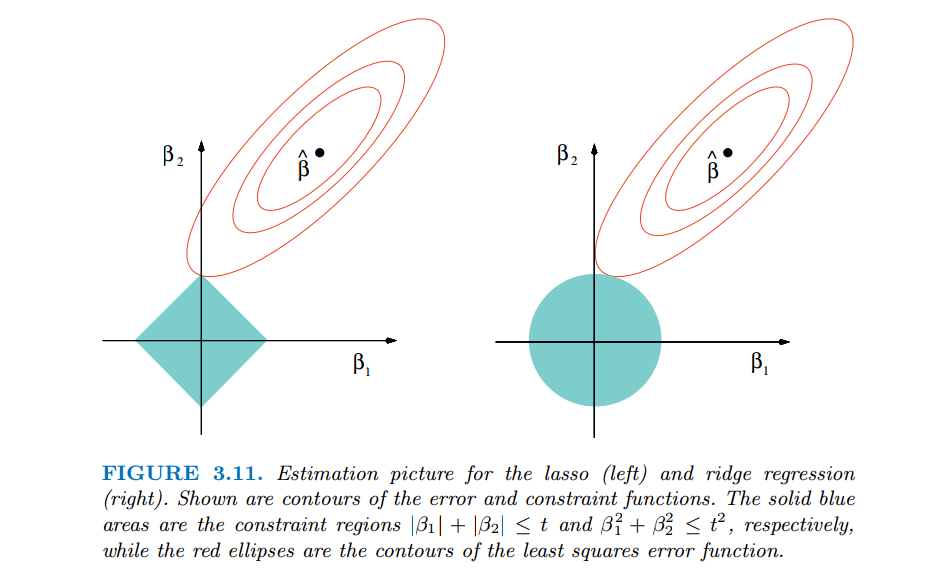 β₂
β̂
β₁
β₂
β̂
β₁
FIGURE 3.11. Estimation picture for the lasso (left) and ridge regression
(right). Shown are contours of the error and constraint functions. The solid blue
areas are the constraint regions |β₁| + |β₂| ≤ t and β₁² + β₂² ≤ t², respectively,
while the red ellipses are the contours of the least squares error function.